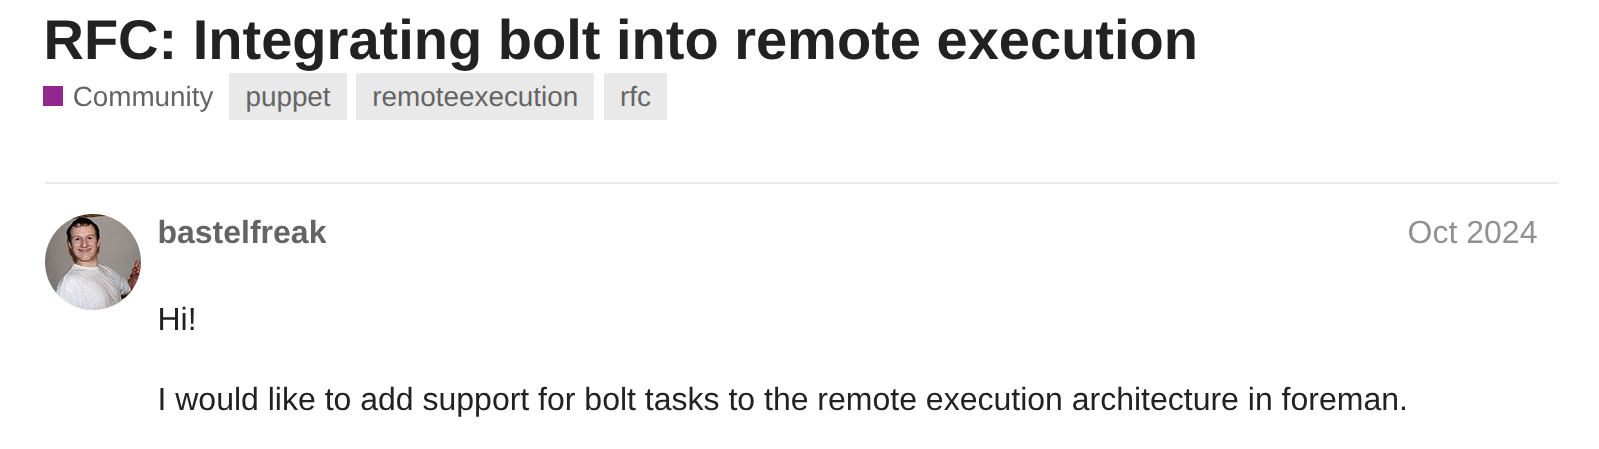 RFC: Integrating bolt into remote execution
Community puppet remoteexecution rfc
bastelfreak Oct 2024
Hi!
I would like to add support for bolt tasks to the remote execution architecture in foreman.